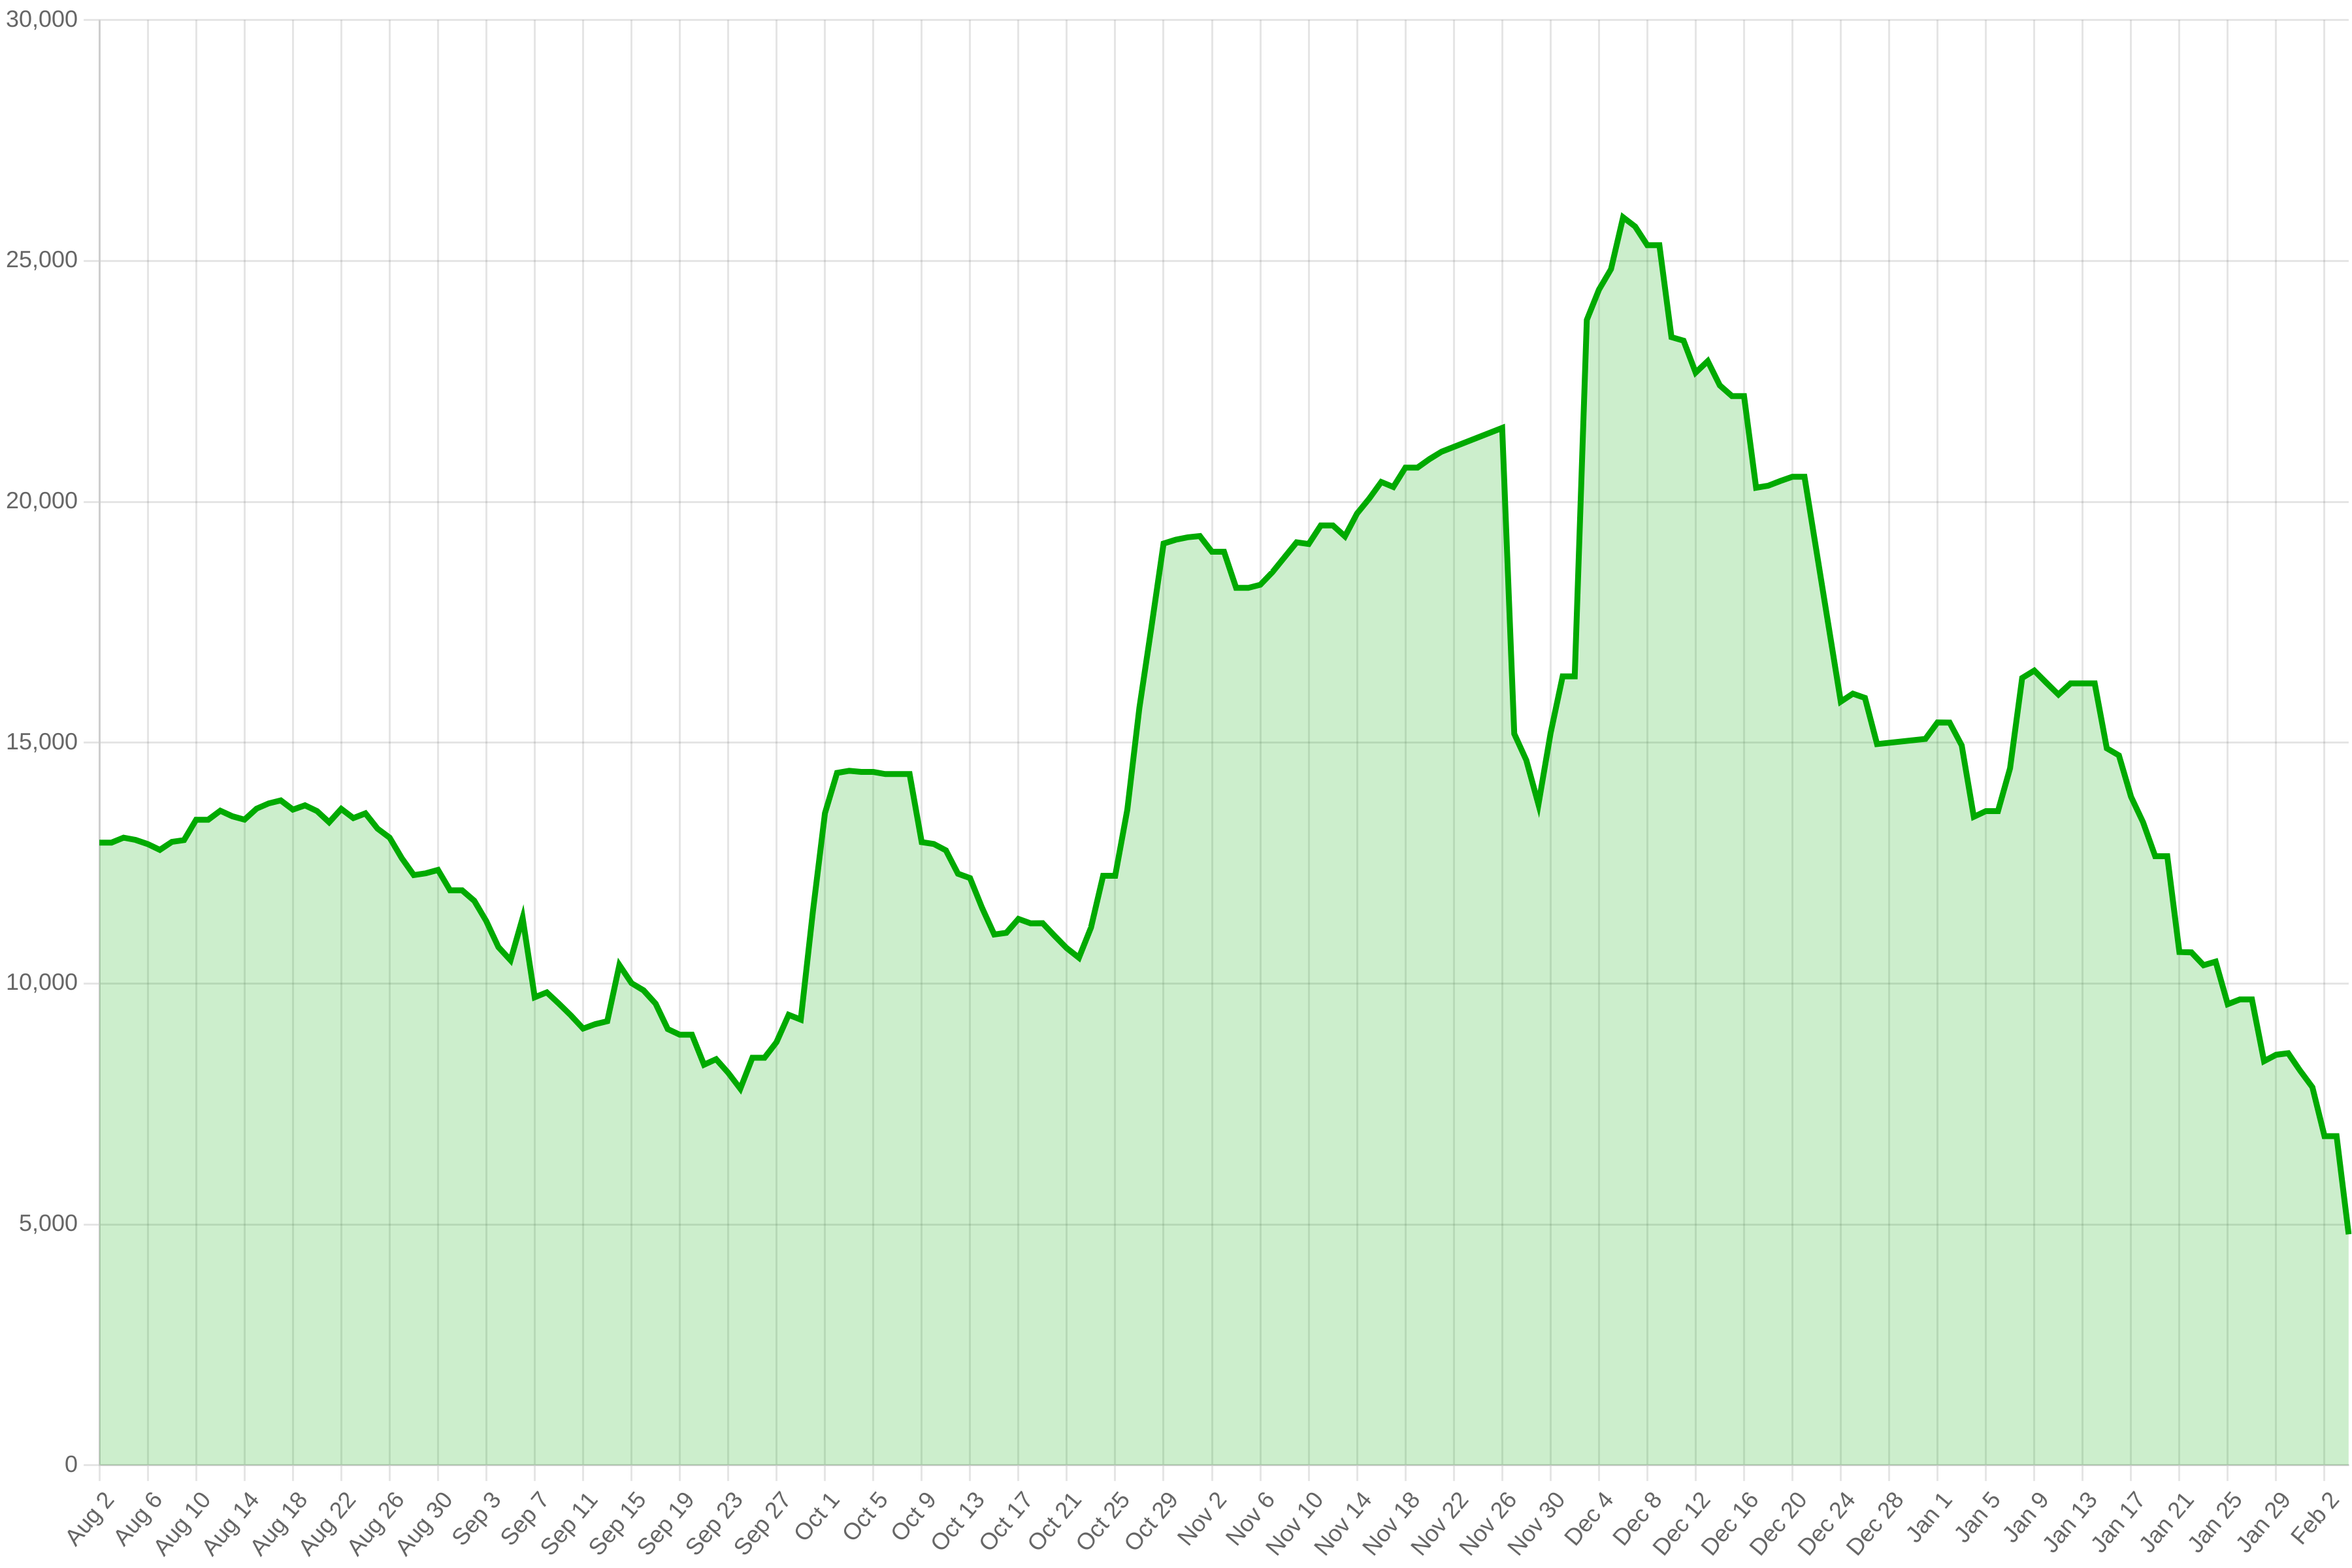 30,000
25,000
20,000
15,000
10,000
5,000
0
Aug 2
Aug 6
Aug 10
Aug 14
Aug 18
Aug 22
Aug 26
Aug 30
Sep 3
Sep 7
Sep 11
Sep 15
Sep 19
Sep 23
Sep 27
Oct 1
Oct 5
Oct 9
Oct 13
Oct 17
Oct 21
Oct 25
Oct 29
Nov 2
Nov 6
Nov 10
Nov 14
Nov 18
Nov 22
Nov 26
Nov 30
Dec 4
Dec 8
Dec 12
Dec 16
Dec 20
Dec 24
Dec 28
Jan 1
Jan 5
Jan 9
Jan 13
Jan 17
Jan 21
Jan 25
Jan 29
Feb 2